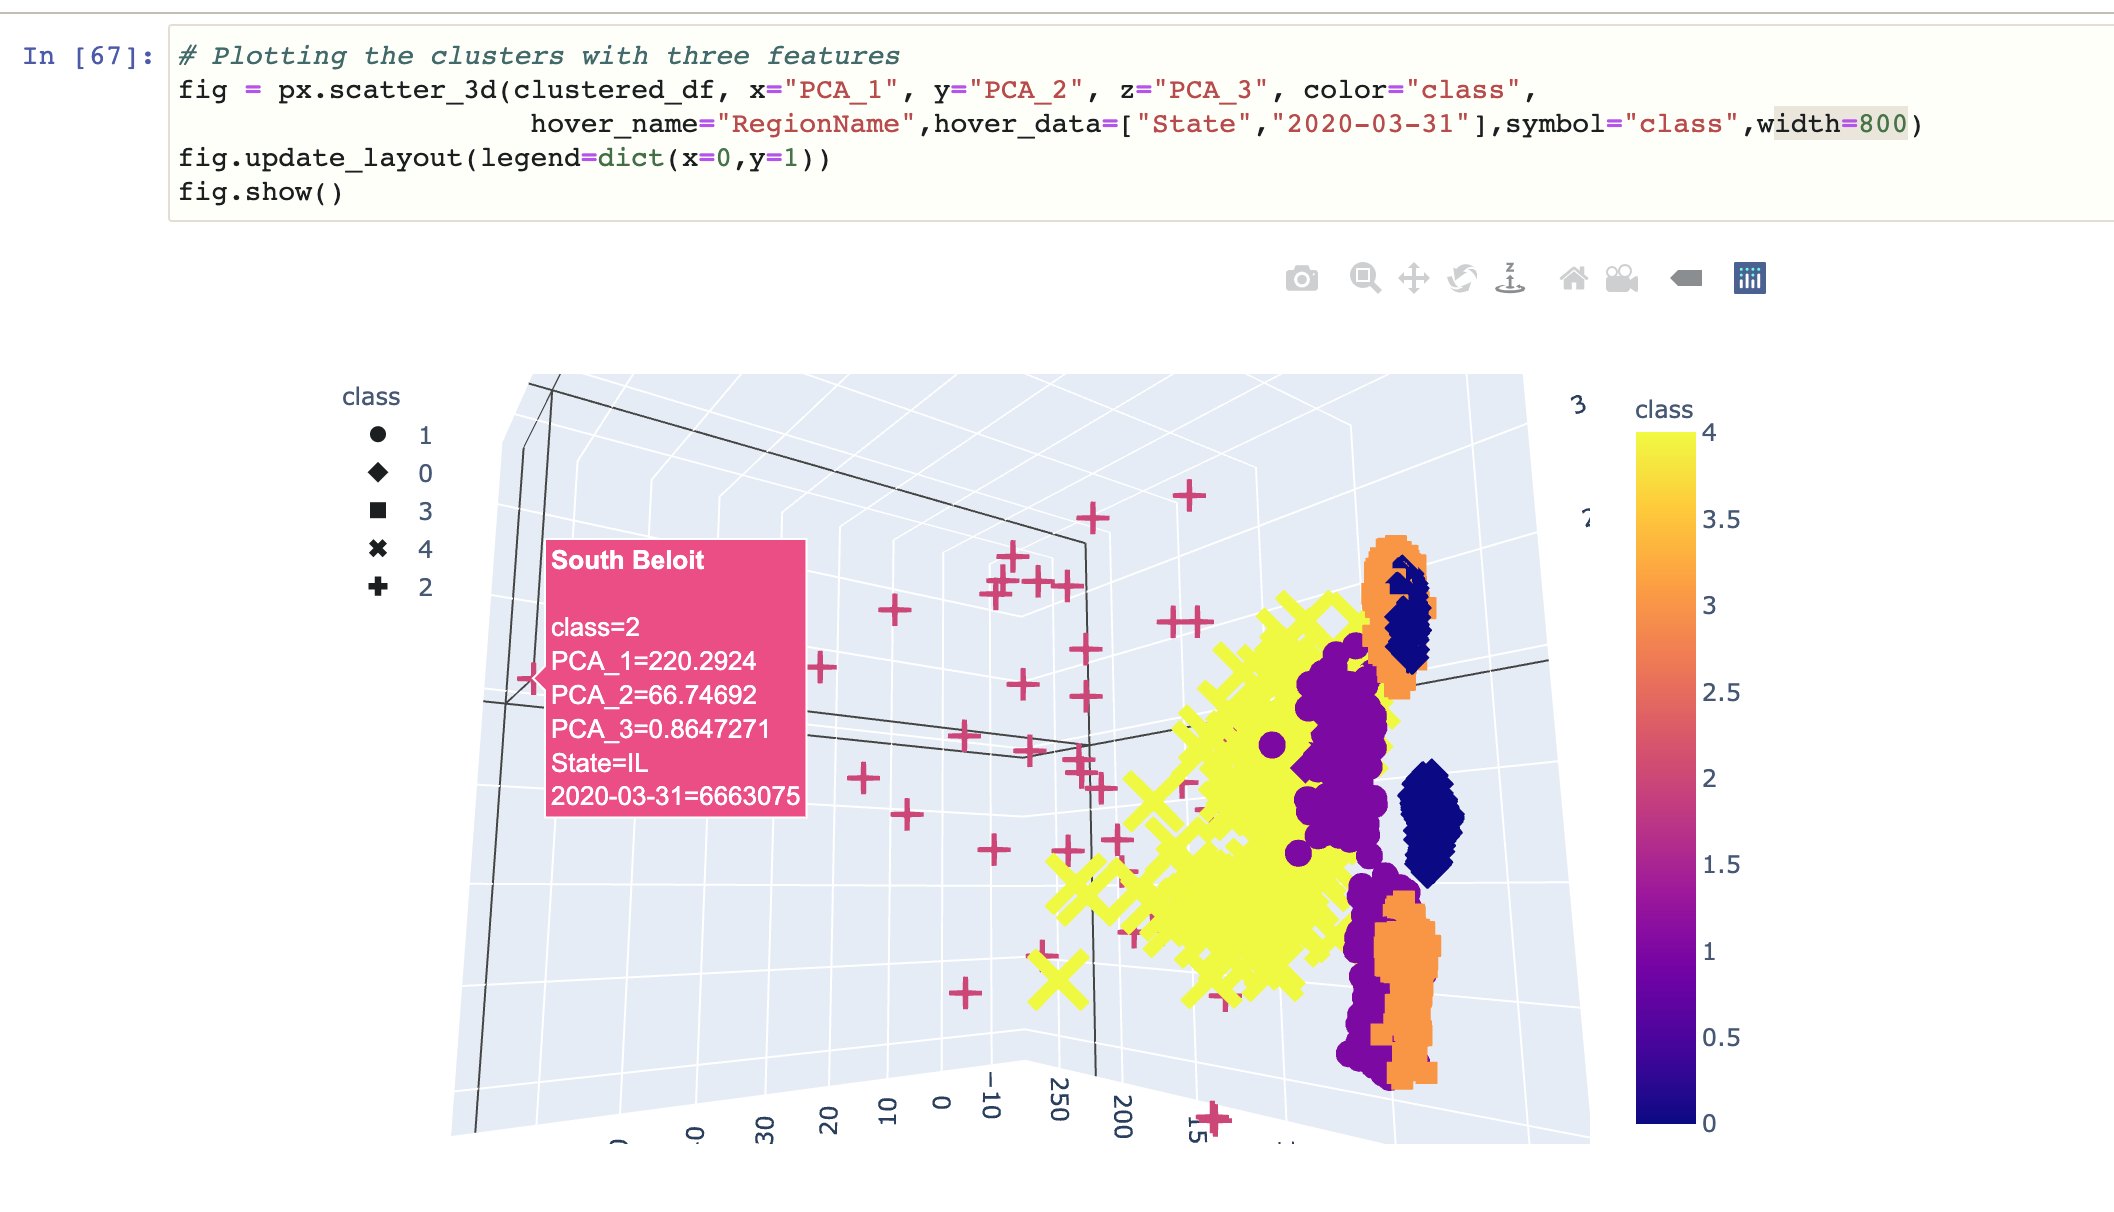 In [67]:
# Plotting the clusters with three features
fig = px.scatter_3d(clustered_df, x="PCA_1", y="PCA_2", z="PCA_3", color="class",
hover_name="RegionName",hover_data=["State","2020-03-31"],symbol="class",width=800)
fig.update_layout(legend=dict(x=0,y=1))
fig.show()
z
class
1
0
3
4
2
South Beloit
class=2
PCA_1=220.2924
PCA_2=66.74692
PCA_3=0.8647271
State=IL
2020-03-31=6663075
3
2
30
20
10
0
−10
250
200
15
class
4
3.5
3
2.5
2
1.5
1
0.5
0